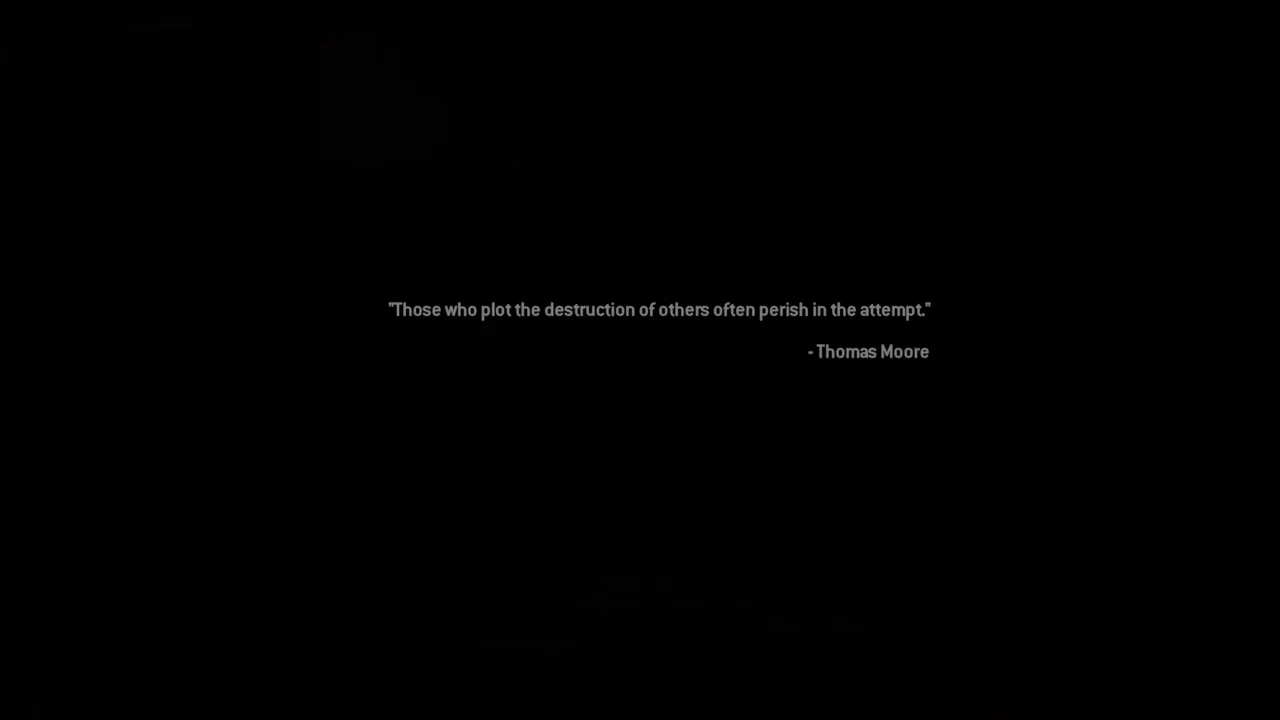 "Those who plot the destruction of others often perish in the attempt."
- Thomas Moore